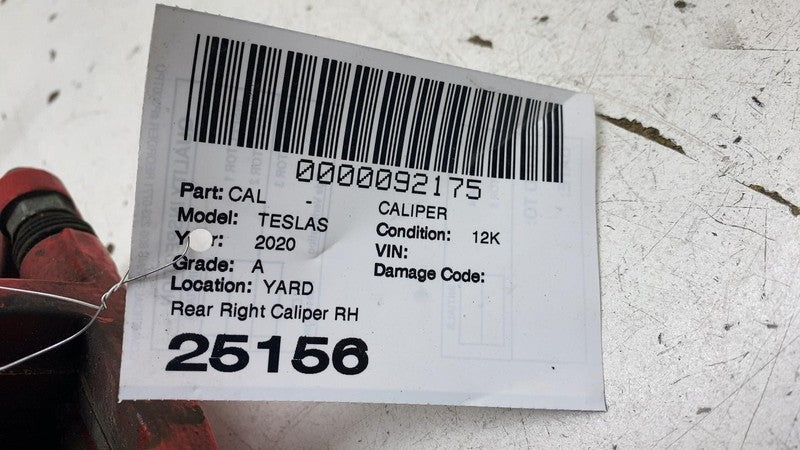 0000092175
Part: CAL - CALIPER
Model: TESLAS Condition: 12K
Year: 2020 VIN:
Grade: A Damage Code:
Location: YARD
Rear Right Caliper RH
25156